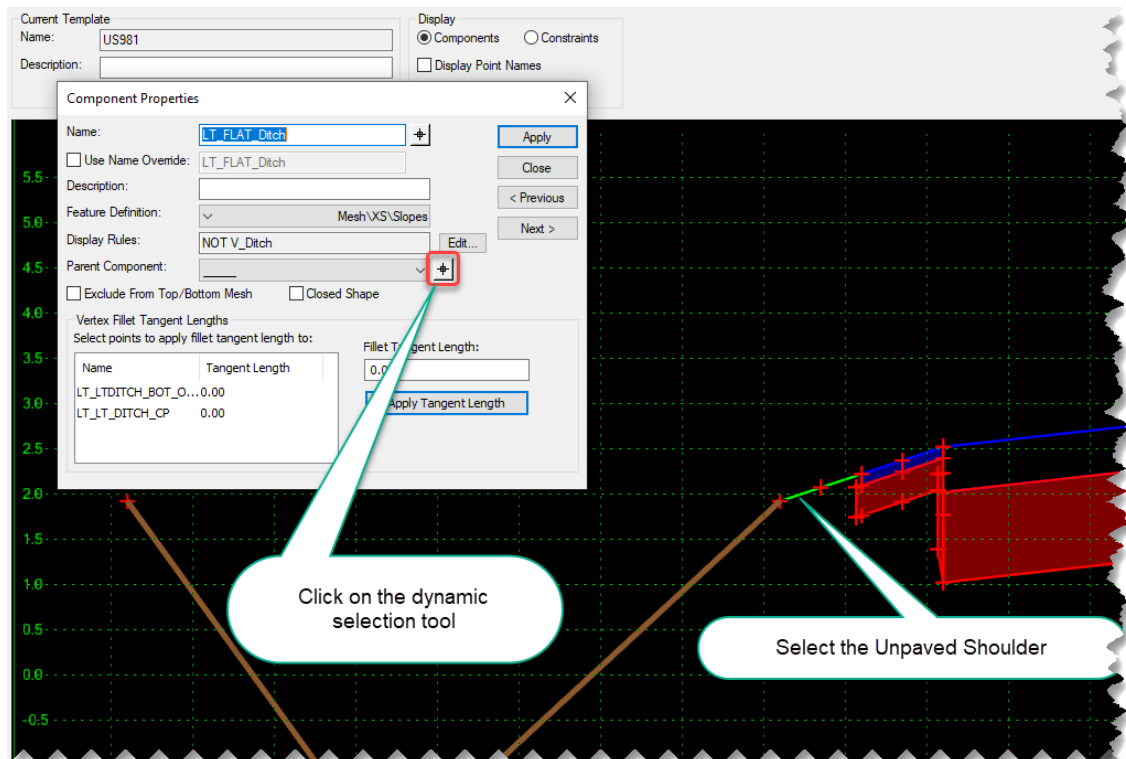 Current Template
Name: US981
Description:
Display
Components Constraints
Display Point Names
Component Properties
Name: LT_FLAT_Ditch
Use Name Override: LT_FLAT_Ditch
Description:
Feature Definition: Mesh\XS\Slopes
Display Rules: NOT V_Ditch Edit...
Parent Component:
Exclude From Top/Bottom Mesh Closed Shape
Vertex Fillet Tangent Lengths
Select points to apply fillet tangent length to:
Name Tangent Length
LT_LTDITCH_BOT_O... 0.00
LT_LT_DITCH_CP 0.00
Fillet Tangent Length:
0.0
Apply Tangent Length
Apply
Close
< Previous
Next >
5.5
5.0
4.5
4.0
3.5
3.0
2.5
2.0
1.5
1.0
0.5
0.0
-0.5
Click on the dynamic
selection tool
Select the Unpaved Shoulder